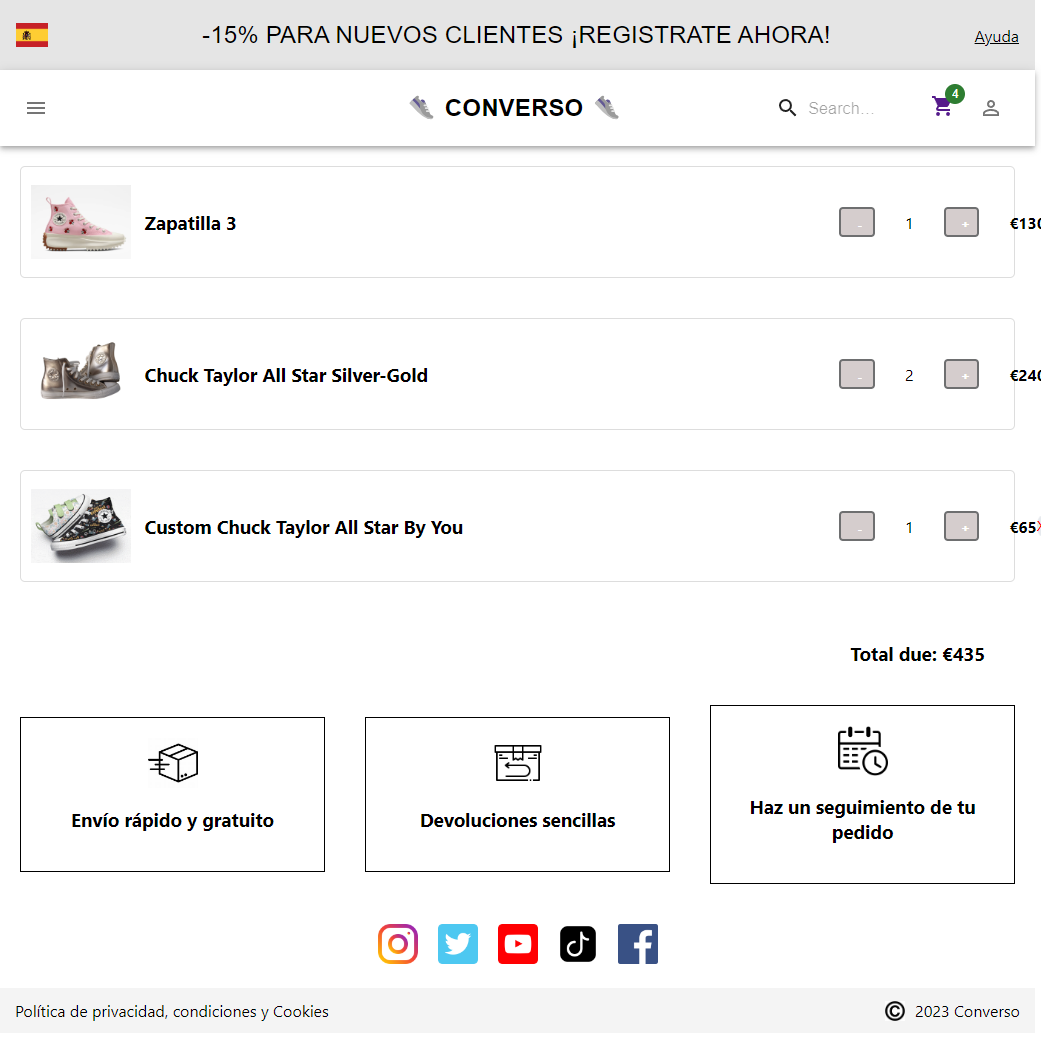 -15% PARA NUEVOS CLIENTES ¡REGISTRATE AHORA!
Ayuda
CONVERSO
Search...
4
Zapatilla 3
- 1 + €130
Chuck Taylor All Star Silver-Gold
- 2 + €240
Custom Chuck Taylor All Star By You
- 1 + €65 X
Total due: €435
Envío rápido y gratuito
Devoluciones sencillas
Haz un seguimiento de tu
pedido
Política de privacidad, condiciones y Cookies
© 2023 Converso